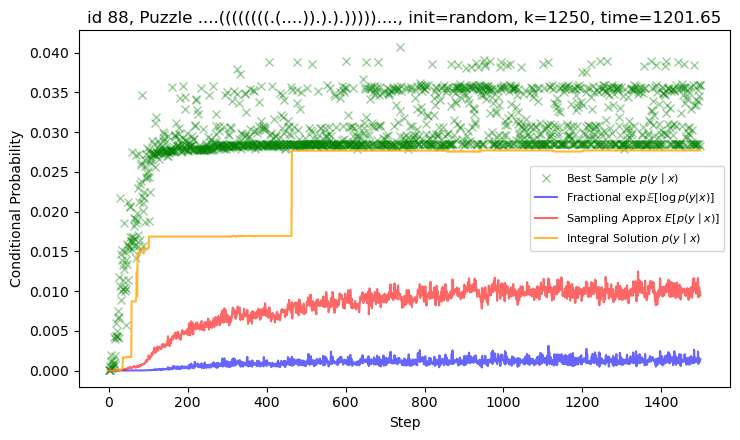 id 88, Puzzle ....((((((((.(....)).).).)))))...., init=random, k=1250, time=1201.65
Conditional Probability
0.040
0.035
0.030
0.025
0.020
0.015
0.010
0.005
0.000
Best Sample p(y | x)
Fractional exp 𝔼[log p(y|x)]
Sampling Approx E[p(y | x)]
Integral Solution p(y | x)
0 200 400 600 800 1000 1200 1400
Step